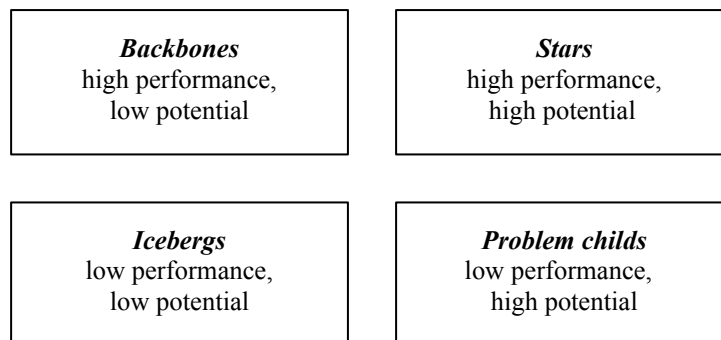 Backbones
high performance,
low potential
Stars
high performance,
high potential
Icebergs
low performance,
low potential
Problem childs
low performance,
high potential